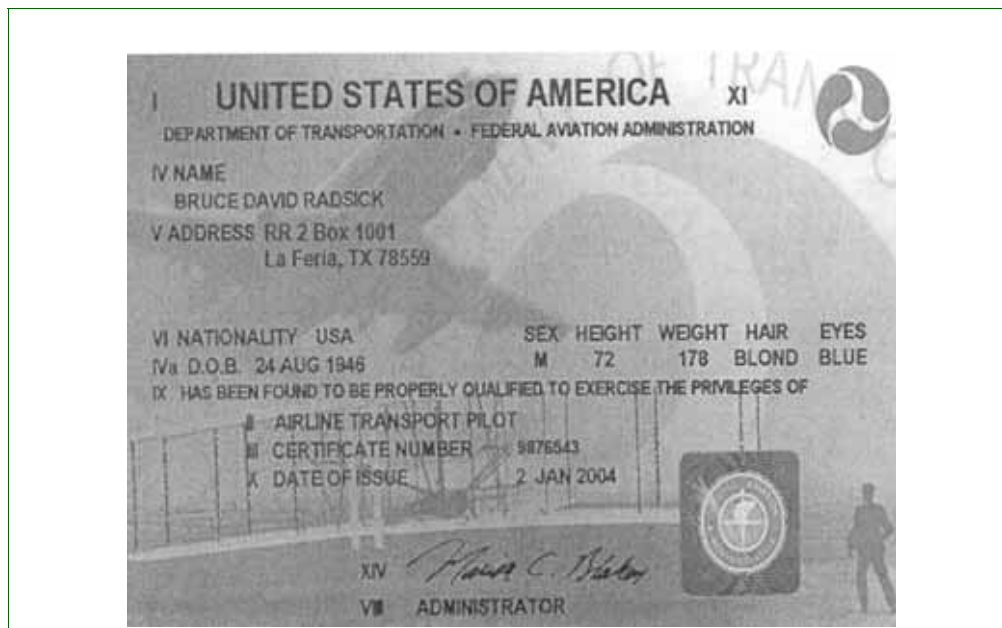 OF TRAN
I UNITED STATES OF AMERICA XI
DEPARTMENT OF TRANSPORTATION • FEDERAL AVIATION ADMINISTRATION
IV NAME
BRUCE DAVID RADSICK
V ADDRESS RR 2 Box 1001
La Feria, TX 78559
VI NATIONALITY USA SEX HEIGHT WEIGHT HAIR EYES
IVa D.O.B. 24 AUG 1946 M 72 178 BLOND BLUE
IX HAS BEEN FOUND TO BE PROPERLY QUALIFIED TO EXERCISE THE PRIVILEGES OF
II AIRLINE TRANSPORT PILOT
III CERTIFICATE NUMBER 9876543
X DATE OF ISSUE 2 JAN 2004
XIV
VIII ADMINISTRATOR